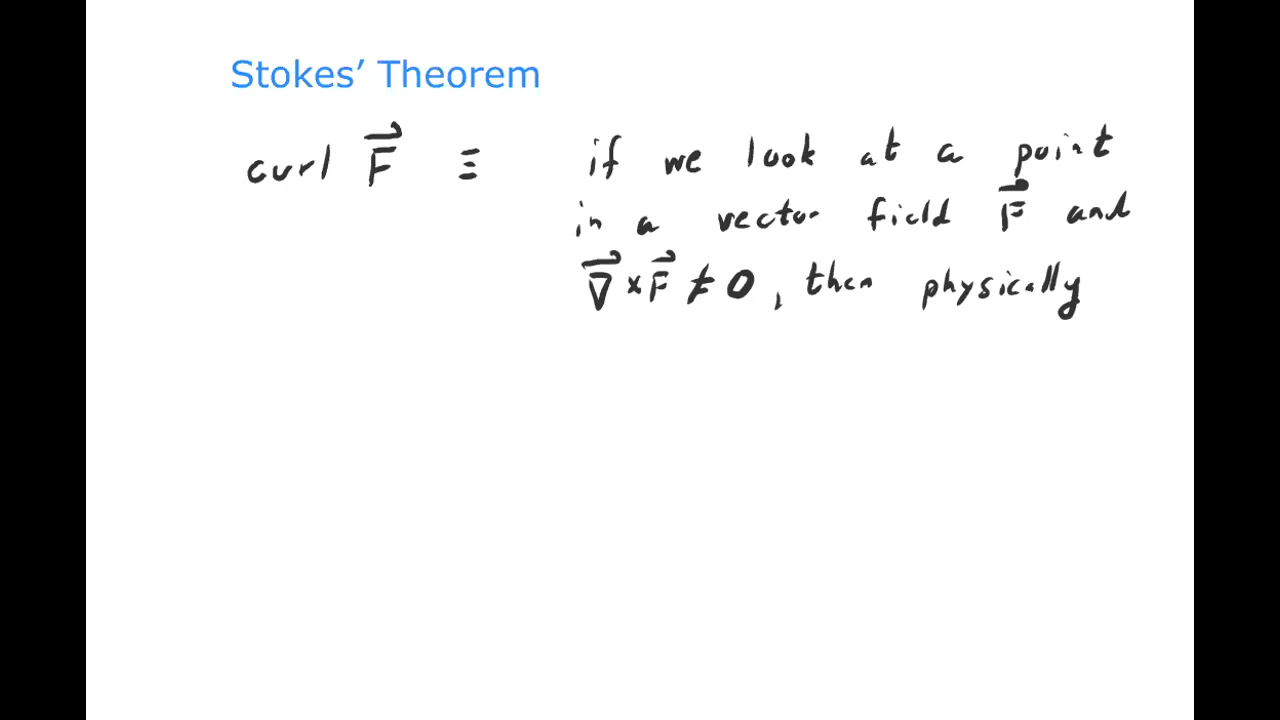 Stokes’ Theorem
curl F⃗ ≡ if we look at a point
in a vector field F⃗ and
∇⃗ × F⃗ ≠ 0, then physically